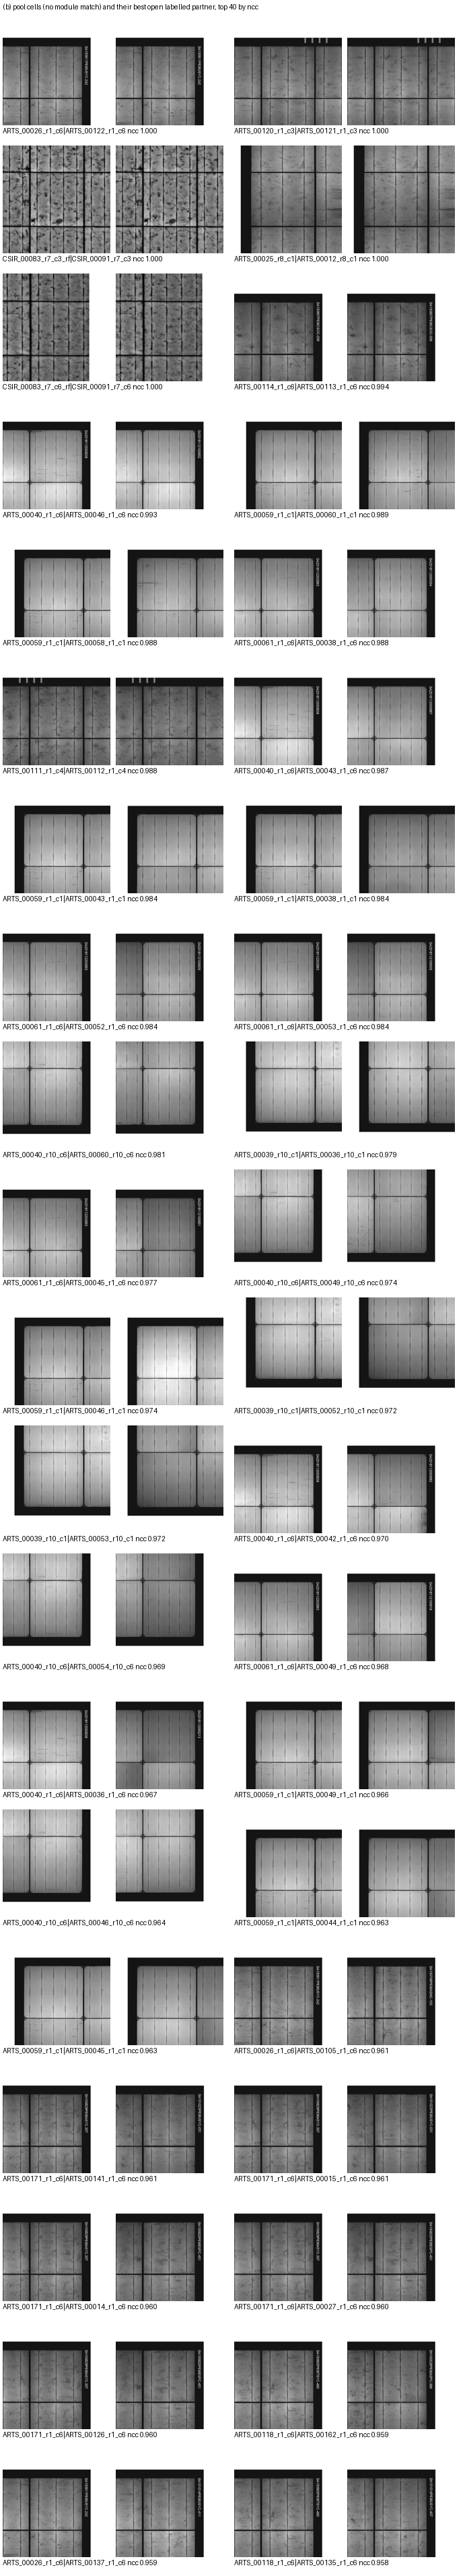 (b) pool cells (no module match) and their best open labelled partner, top 40 by ncc
ARTS_00026_r1_c6|ARTS_00122_r1_c6 ncc 1.000
ARTS_00120_r1_c3|ARTS_00121_r1_c3 ncc 1.000
CSIR_00083_r7_c3_rf|CSIR_00091_r7_c3 ncc 1.000
ARTS_00025_r8_c1|ARTS_00012_r8_c1 ncc 1.000
CSIR_00083_r7_c6_rf|CSIR_00091_r7_c6 ncc 1.000
ARTS_00114_r1_c6|ARTS_00113_r1_c6 ncc 0.994
ARTS_00040_r1_c6|ARTS_00046_r1_c6 ncc 0.993
ARTS_00059_r1_c1|ARTS_00060_r1_c1 ncc 0.989
ARTS_00059_r1_c1|ARTS_00058_r1_c1 ncc 0.988
ARTS_00061_r1_c6|ARTS_00038_r1_c6 ncc 0.988
ARTS_00111_r1_c4|ARTS_00112_r1_c4 ncc 0.988
ARTS_00040_r1_c6|ARTS_00043_r1_c6 ncc 0.987
ARTS_00059_r1_c1|ARTS_00043_r1_c1 ncc 0.984
ARTS_00059_r1_c1|ARTS_00038_r1_c1 ncc 0.984
ARTS_00061_r1_c6|ARTS_00052_r1_c6 ncc 0.984
ARTS_00061_r1_c6|ARTS_00053_r1_c6 ncc 0.984
ARTS_00040_r10_c6|ARTS_00060_r10_c6 ncc 0.981
ARTS_00039_r10_c1|ARTS_00036_r10_c1 ncc 0.979
ARTS_00061_r1_c6|ARTS_00045_r1_c6 ncc 0.977
ARTS_00040_r10_c6|ARTS_00049_r10_c6 ncc 0.974
ARTS_00059_r1_c1|ARTS_00046_r1_c1 ncc 0.974
ARTS_00039_r10_c1|ARTS_00052_r10_c1 ncc 0.972
ARTS_00039_r10_c1|ARTS_00053_r10_c1 ncc 0.972
ARTS_00040_r1_c6|ARTS_00042_r1_c6 ncc 0.970
ARTS_00040_r10_c6|ARTS_00054_r10_c6 ncc 0.969
ARTS_00061_r1_c6|ARTS_00049_r1_c6 ncc 0.968
ARTS_00040_r1_c6|ARTS_00036_r1_c6 ncc 0.967
ARTS_00059_r1_c1|ARTS_00049_r1_c1 ncc 0.966
ARTS_00040_r10_c6|ARTS_00046_r10_c6 ncc 0.964
ARTS_00059_r1_c1|ARTS_00044_r1_c1 ncc 0.963
ARTS_00059_r1_c1|ARTS_00045_r1_c1 ncc 0.963
ARTS_00026_r1_c6|ARTS_00105_r1_c6 ncc 0.961
ARTS_00171_r1_c6|ARTS_00141_r1_c6 ncc 0.961
ARTS_00171_r1_c6|ARTS_00015_r1_c6 ncc 0.961
ARTS_00171_r1_c6|ARTS_00014_r1_c6 ncc 0.960
ARTS_00171_r1_c6|ARTS_00027_r1_c6 ncc 0.960
ARTS_00171_r1_c6|ARTS_00126_r1_c6 ncc 0.960
ARTS_00118_r1_c6|ARTS_00162_r1_c6 ncc 0.959
ARTS_00026_r1_c6|ARTS_00137_r1_c6 ncc 0.959
ARTS_00118_r1_c6|ARTS_00135_r1_c6 ncc 0.958